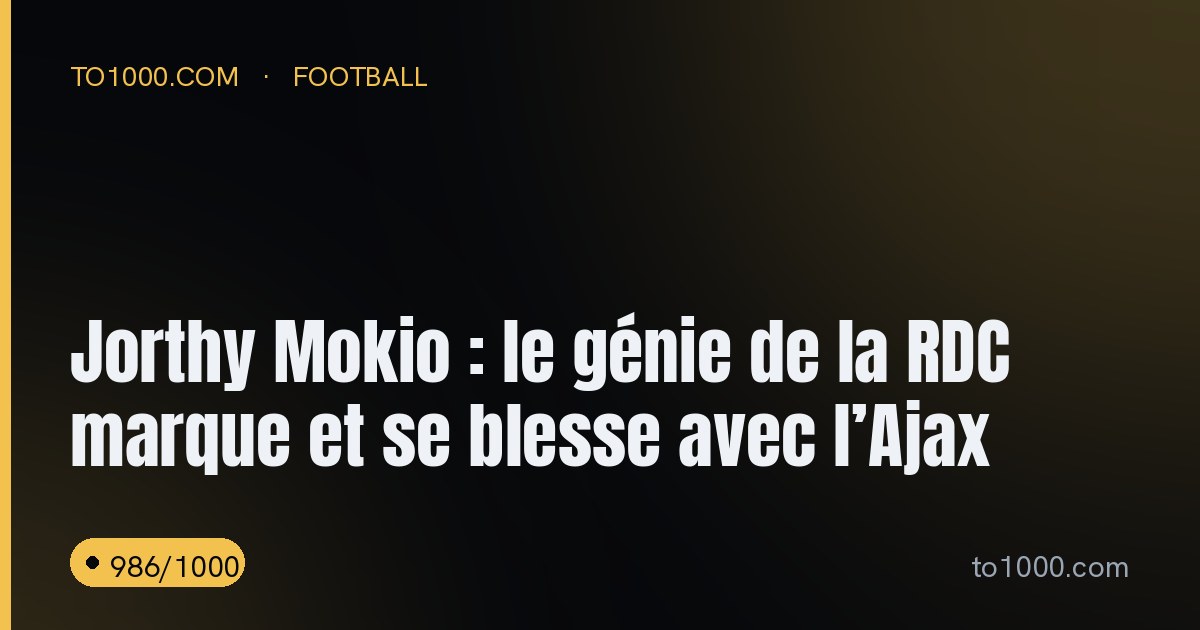 TO1000.COM · FOOTBALL
Jorthy Mokio : le génie de la RDC
marque et se blesse avec l’Ajax
986/1000
to1000.com